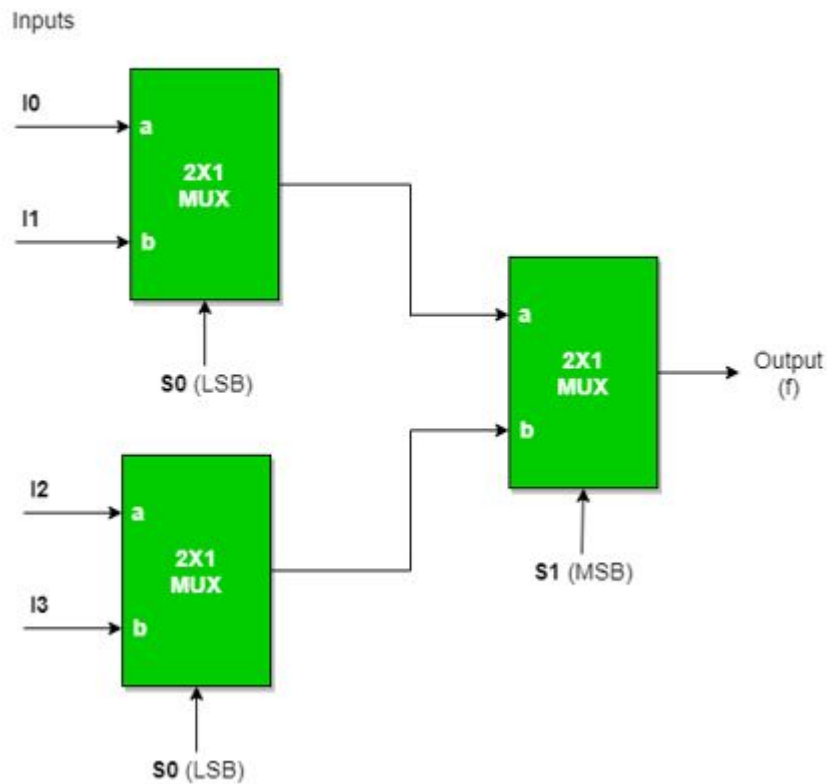 Inputs
I0
a
2X1
MUX
I1
b
S0 (LSB)
a
2X1
MUX
b
Output
(f)
S1 (MSB)
I2
a
2X1
MUX
I3
b
S0 (LSB)